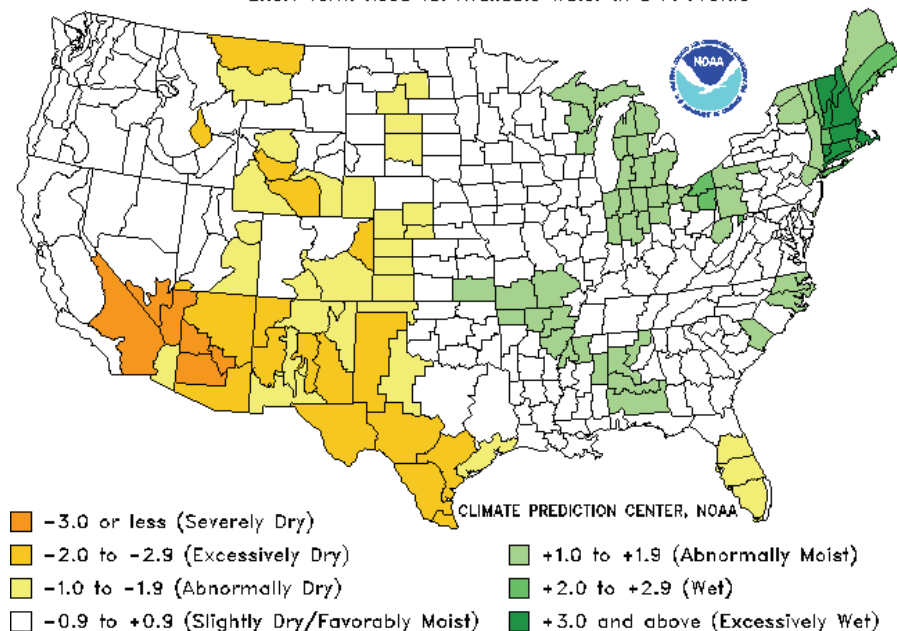 NOAA
CLIMATE PREDICTION CENTER, NOAA
-3.0 or less (Severely Dry)
-2.0 to -2.9 (Excessively Dry)
-1.0 to -1.9 (Abnormally Dry)
-0.9 to +0.9 (Slightly Dry/Favorably Moist)
+1.0 to +1.9 (Abnormally Moist)
+2.0 to +2.9 (Wet)
+3.0 and above (Excessively Wet)